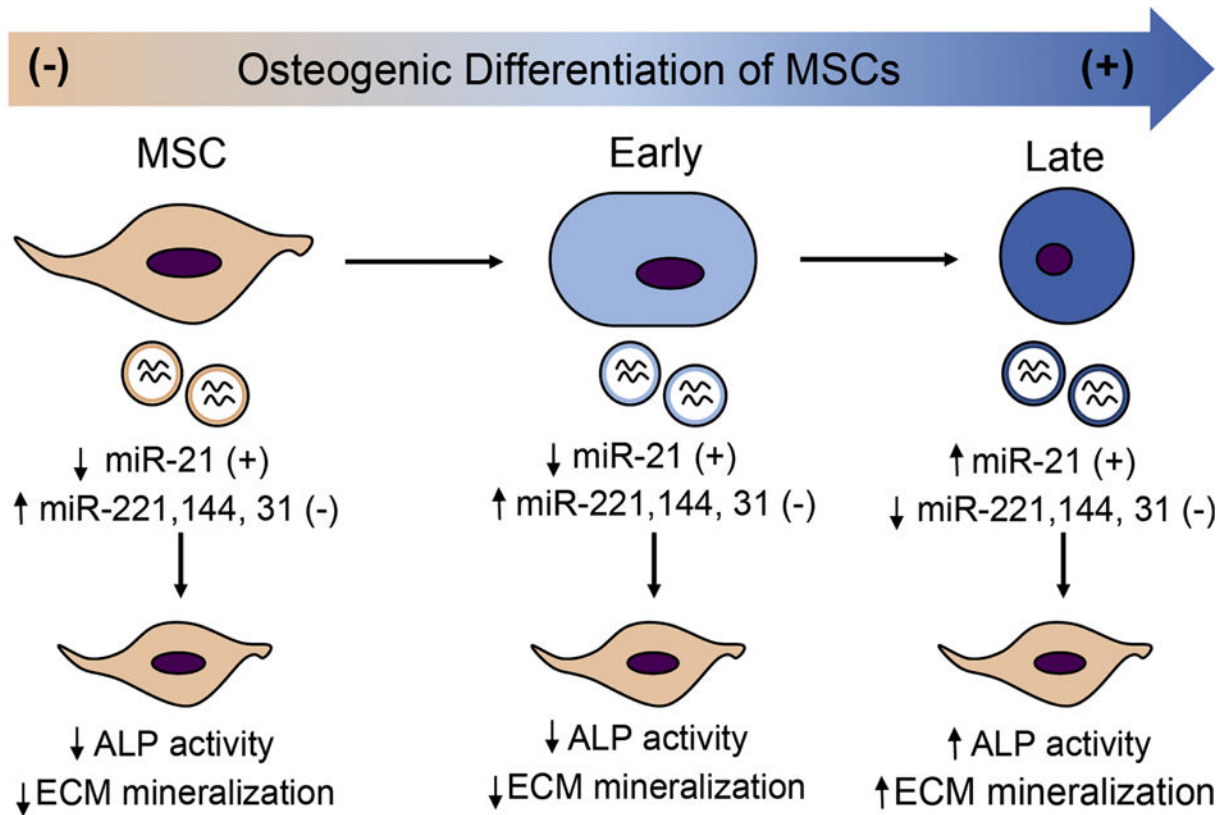 (-) Osteogenic Differentiation of MSCs (+)
MSC Early Late
↓ miR-21 (+) ↓ miR-21 (+) ↑ miR-21 (+)
↑ miR-221,144, 31 (-) ↑ miR-221,144, 31 (-) ↓ miR-221,144, 31 (-)
↓ ALP activity ↓ ALP activity ↑ ALP activity
↓ ECM mineralization ↓ ECM mineralization ↑ ECM mineralization